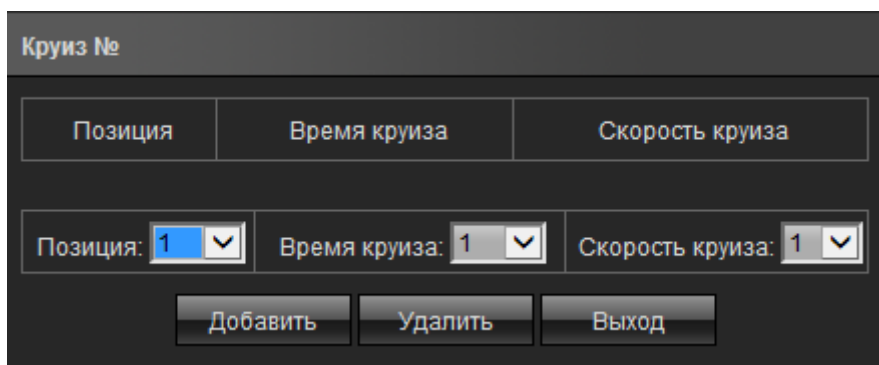 Круиз №
Позиция Время круиза Скорость круиза
Позиция: 1 Время круиза: 1 Скорость круиза: 1
Добавить Удалить Выход